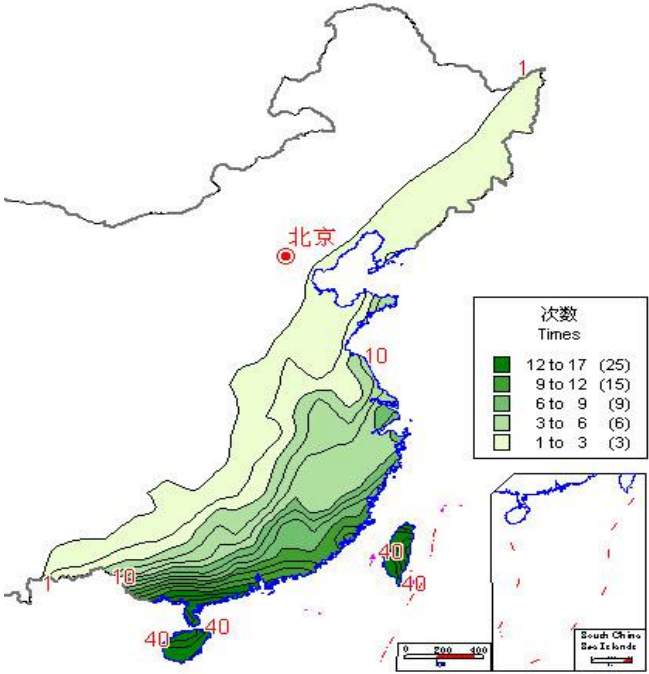 1
北京
次数
Times
12 to 17 (25)
9 to 12 (15)
6 to 9 (9)
3 to 6 (6)
1 to 3 (3)
10
40
40
1
10
40
40
0 200 400
km
South China
Sea Islands